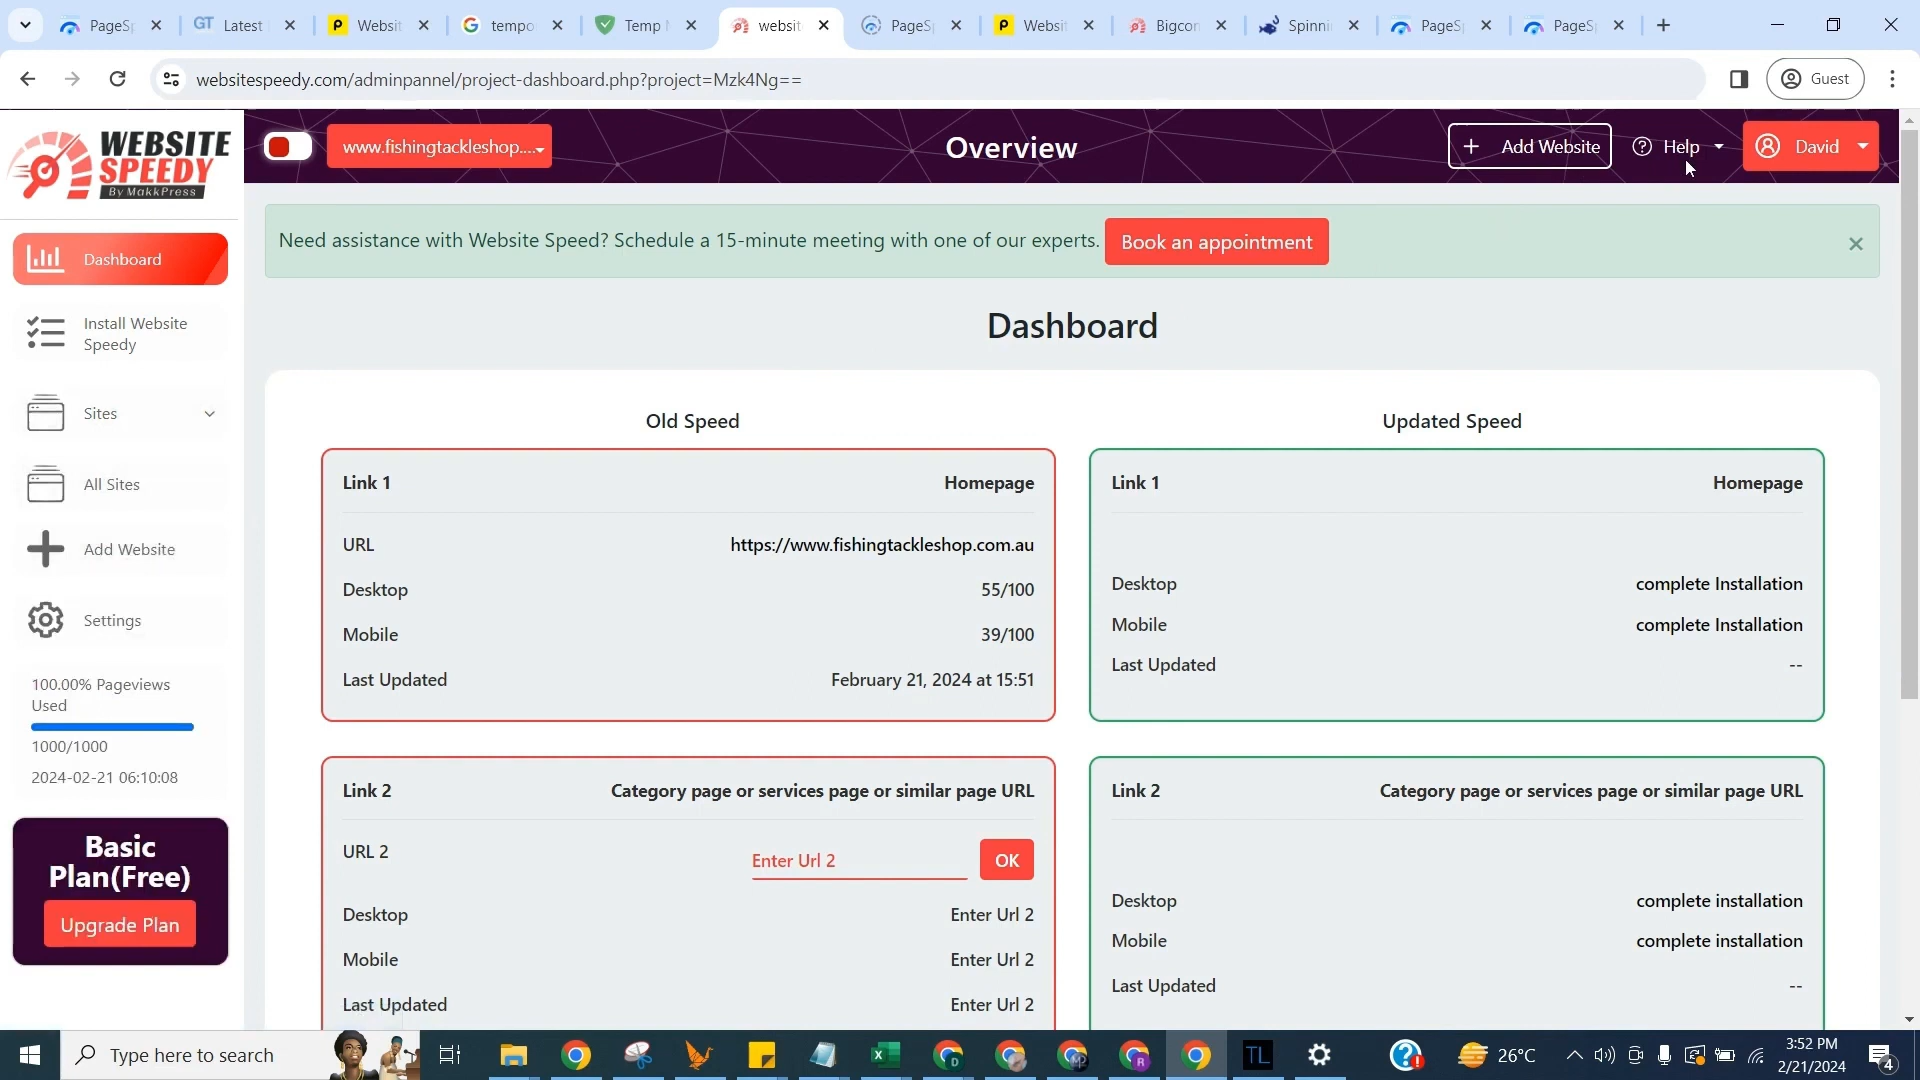 PageSp
Latest
Websit
tempo
Temp
websit
PageSp
Websit
Bigcon
Spinni
PageSp
PageSp
websitespeedy.com/adminpannel/project-dashboard.php?project=Mzk4Ng==
Guest
WEBSITE
SPEEDY
By MakkPress
www.fishingtackleshop....
Overview
Add Website
Help
David
Need assistance with Website Speed? Schedule a 15-minute meeting with one of our experts.
Book an appointment
Dashboard
Install Website
Speedy
Sites
All Sites
Add Website
Settings
100.00% Pageviews
Used
1000/1000
2024-02-21 06:10:08
Basic
Plan(Free)
Upgrade Plan
Dashboard
Old Speed
Updated Speed
Link 1 Homepage
URL https://www.fishingtackleshop.com.au
Desktop 55/100
Mobile 39/100
Last Updated February 21, 2024 at 15:51
Link 1 Homepage
Desktop complete Installation
Mobile complete Installation
Last Updated --
Link 2 Category page or services page or similar page URL
URL 2 Enter Url 2 OK
Desktop Enter Url 2
Mobile Enter Url 2
Last Updated Enter Url 2
Link 2 Category page or services page or similar page URL
Desktop complete installation
Mobile complete installation
Last Updated --
Type here to search
TL
26°C
3:52 PM
2/21/2024
4